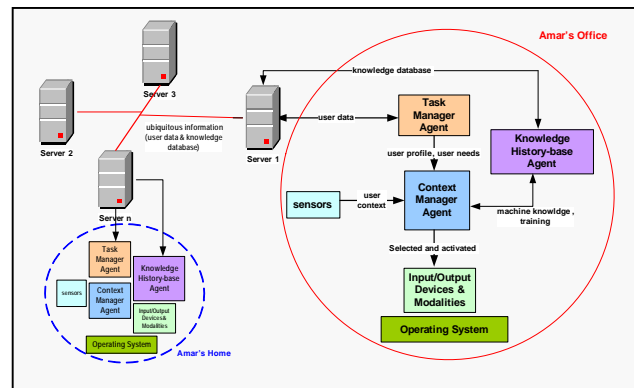 Amar's Office
Server 3
knowledge database
Server 2
ubiquitous information
(user data & knowledge
database)
Server 1
user data
Task
Manager
Agent
Knowledge
History-base
Agent
user profile, user needs
sensors
user
context
Context
Manager
Agent
machine knowldge ,
training
Selected and activated
Input/Output
Devices &
Modalities
Operating System
Server n
Task
Manager
Agent
Knowledge
History-base
Agent
sensors
Context
Manager
Agent
Input/Output
Devices&
Modalities
Operating System
Amar's Home